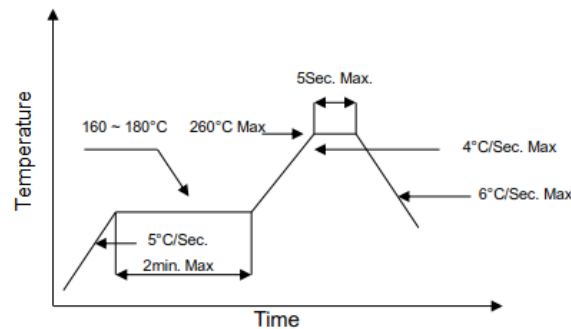 5Sec. Max.
160 ~ 180°C
260°C Max
4°C/Sec. Max
6°C/Sec. Max
5°C/Sec.
2min. Max
Temperature
Time